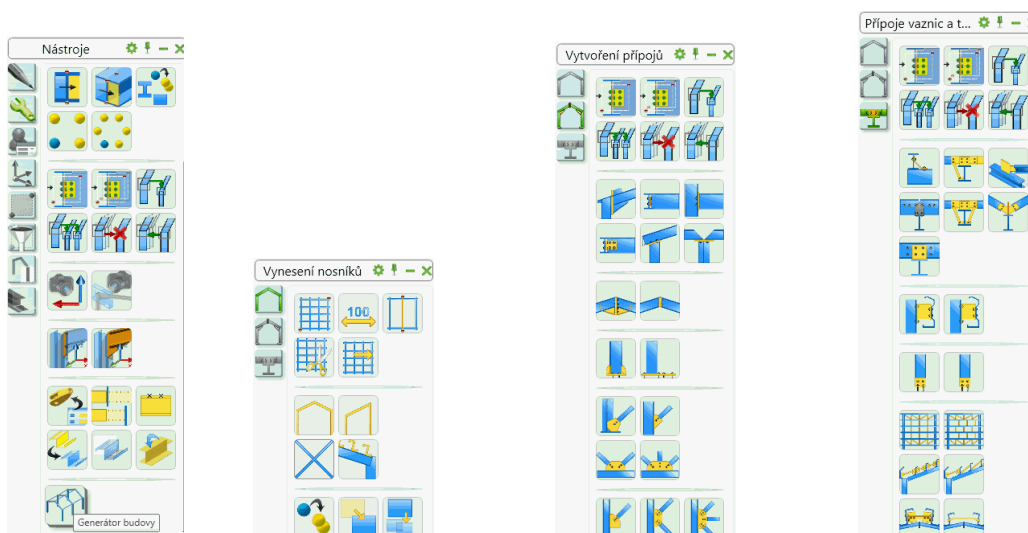 Nástroje
Generátor budovy
Vynesení nosníků
100
Vytvoření přípojů
Přípoje vaznic a t...